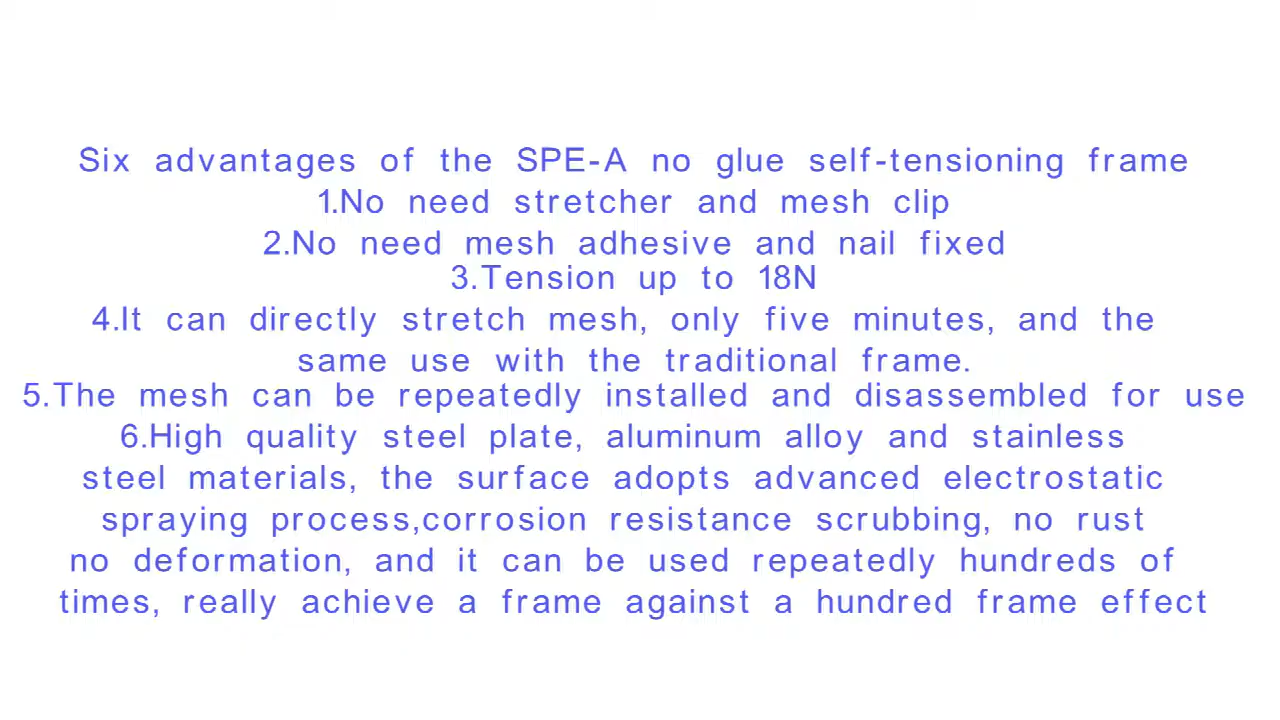 Six advantages of the SPE-A no glue self-tensioning frame
1.No need stretcher and mesh clip
2.No need mesh adhesive and nail fixed
3.Tension up to 18N
4.It can directly stretch mesh, only five minutes, and the
same use with the traditional frame.
5.The mesh can be repeatedly installed and disassembled for use
6.High quality steel plate, aluminum alloy and stainless
steel materials, the surface adopts advanced electrostatic
spraying process,corrosion resistance scrubbing, no rust
no deformation, and it can be used repeatedly hundreds of
times, really achieve a frame against a hundred frame effect